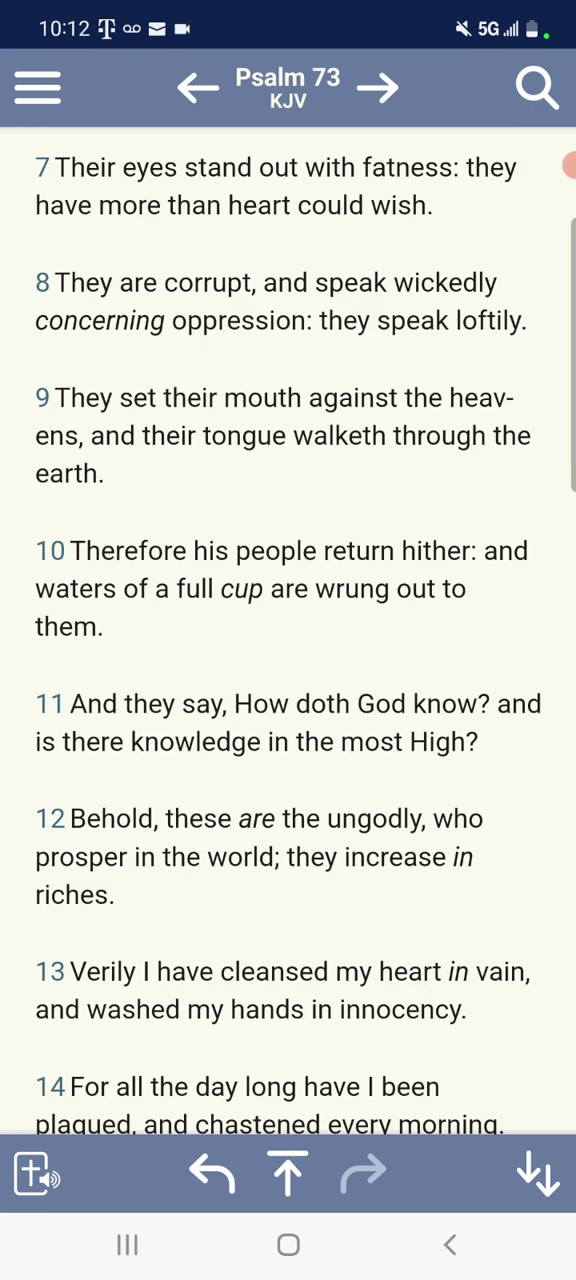 10:12
5G
Psalm 73
KJV
7 Their eyes stand out with fatness: they
have more than heart could wish.
8 They are corrupt, and speak wickedly
concerning oppression: they speak loftily.
9 They set their mouth against the heav-
ens, and their tongue walketh through the
earth.
10 Therefore his people return hither: and
waters of a full cup are wrung out to
them.
11 And they say, How doth God know? and
is there knowledge in the most High?
12 Behold, these are the ungodly, who
prosper in the world; they increase in
riches.
13 Verily I have cleansed my heart in vain,
and washed my hands in innocency.
14 For all the day long have I been
plagued, and chastened every morning.